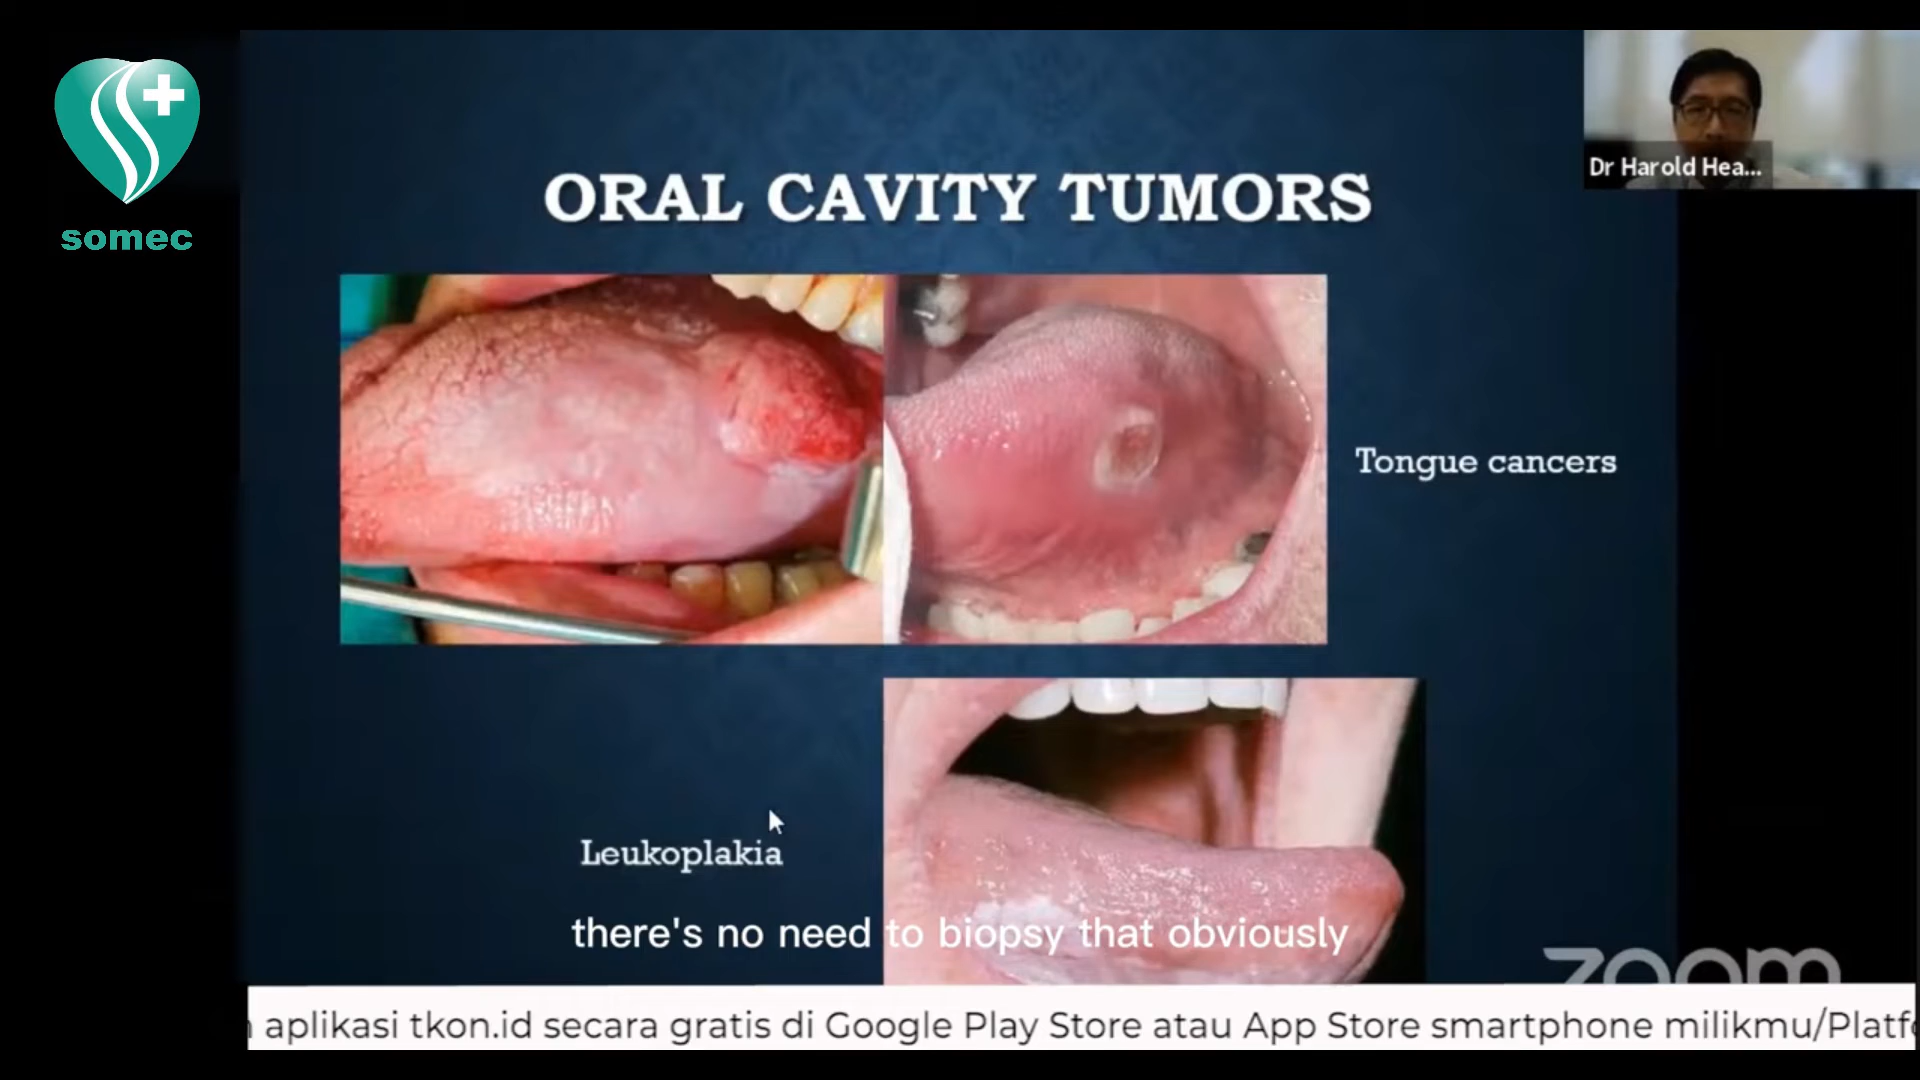 somec
Dr Harold Hea...
ORAL CAVITY TUMORS
Tongue cancers
Leukoplakia
there's no need to biopsy that obviously
zoom
aplikasi tkon.id secara gratis di Google Play Store atau App Store smartphone milikmu/Platf